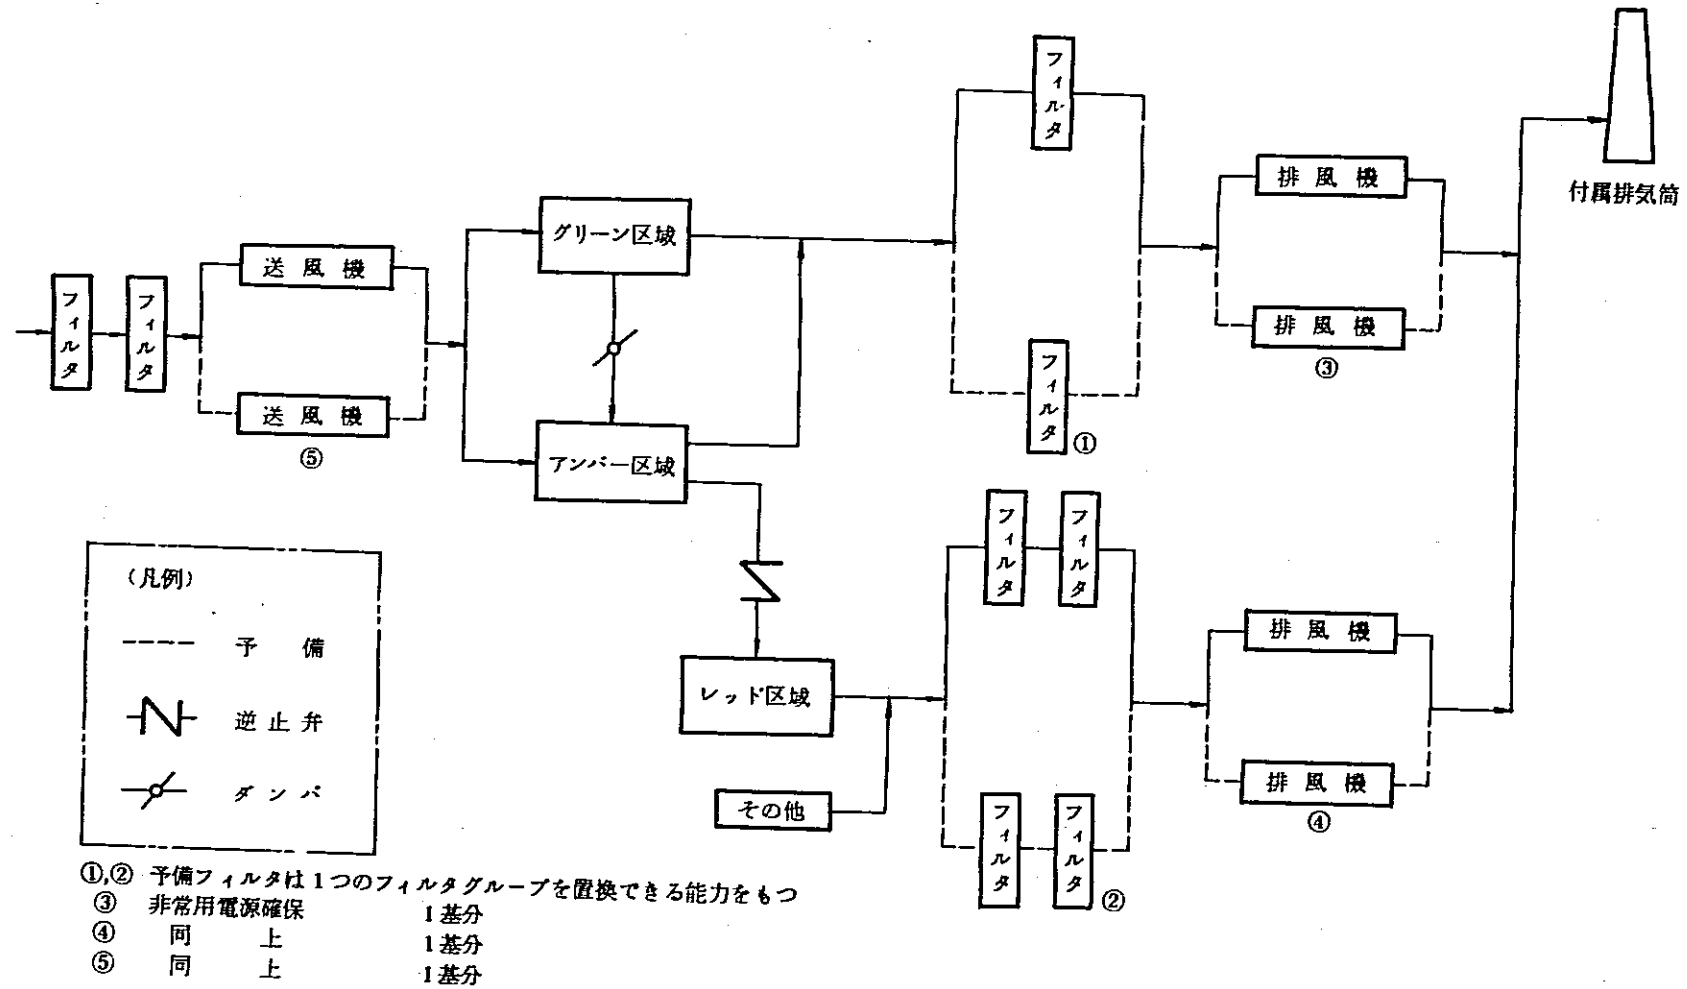 フィルタ
付属排気筒
排風機
グリーン区域
送風機
フィルタ
フィルタ
排風機
③
フィルタ
①
送風機
⑤
アンバー区域
フィルタ
フィルタ
(凡例)
予備
逆止弁
ダンパ
レッド区域
その他
排風機
排風機
④
フィルタ
フィルタ
②
①,② 予備フィルタは1つのフィルタグループを置換できる能力をもつ
③ 非常用電源確保 1基分
④ 同上 1基分
⑤ 同上 1基分